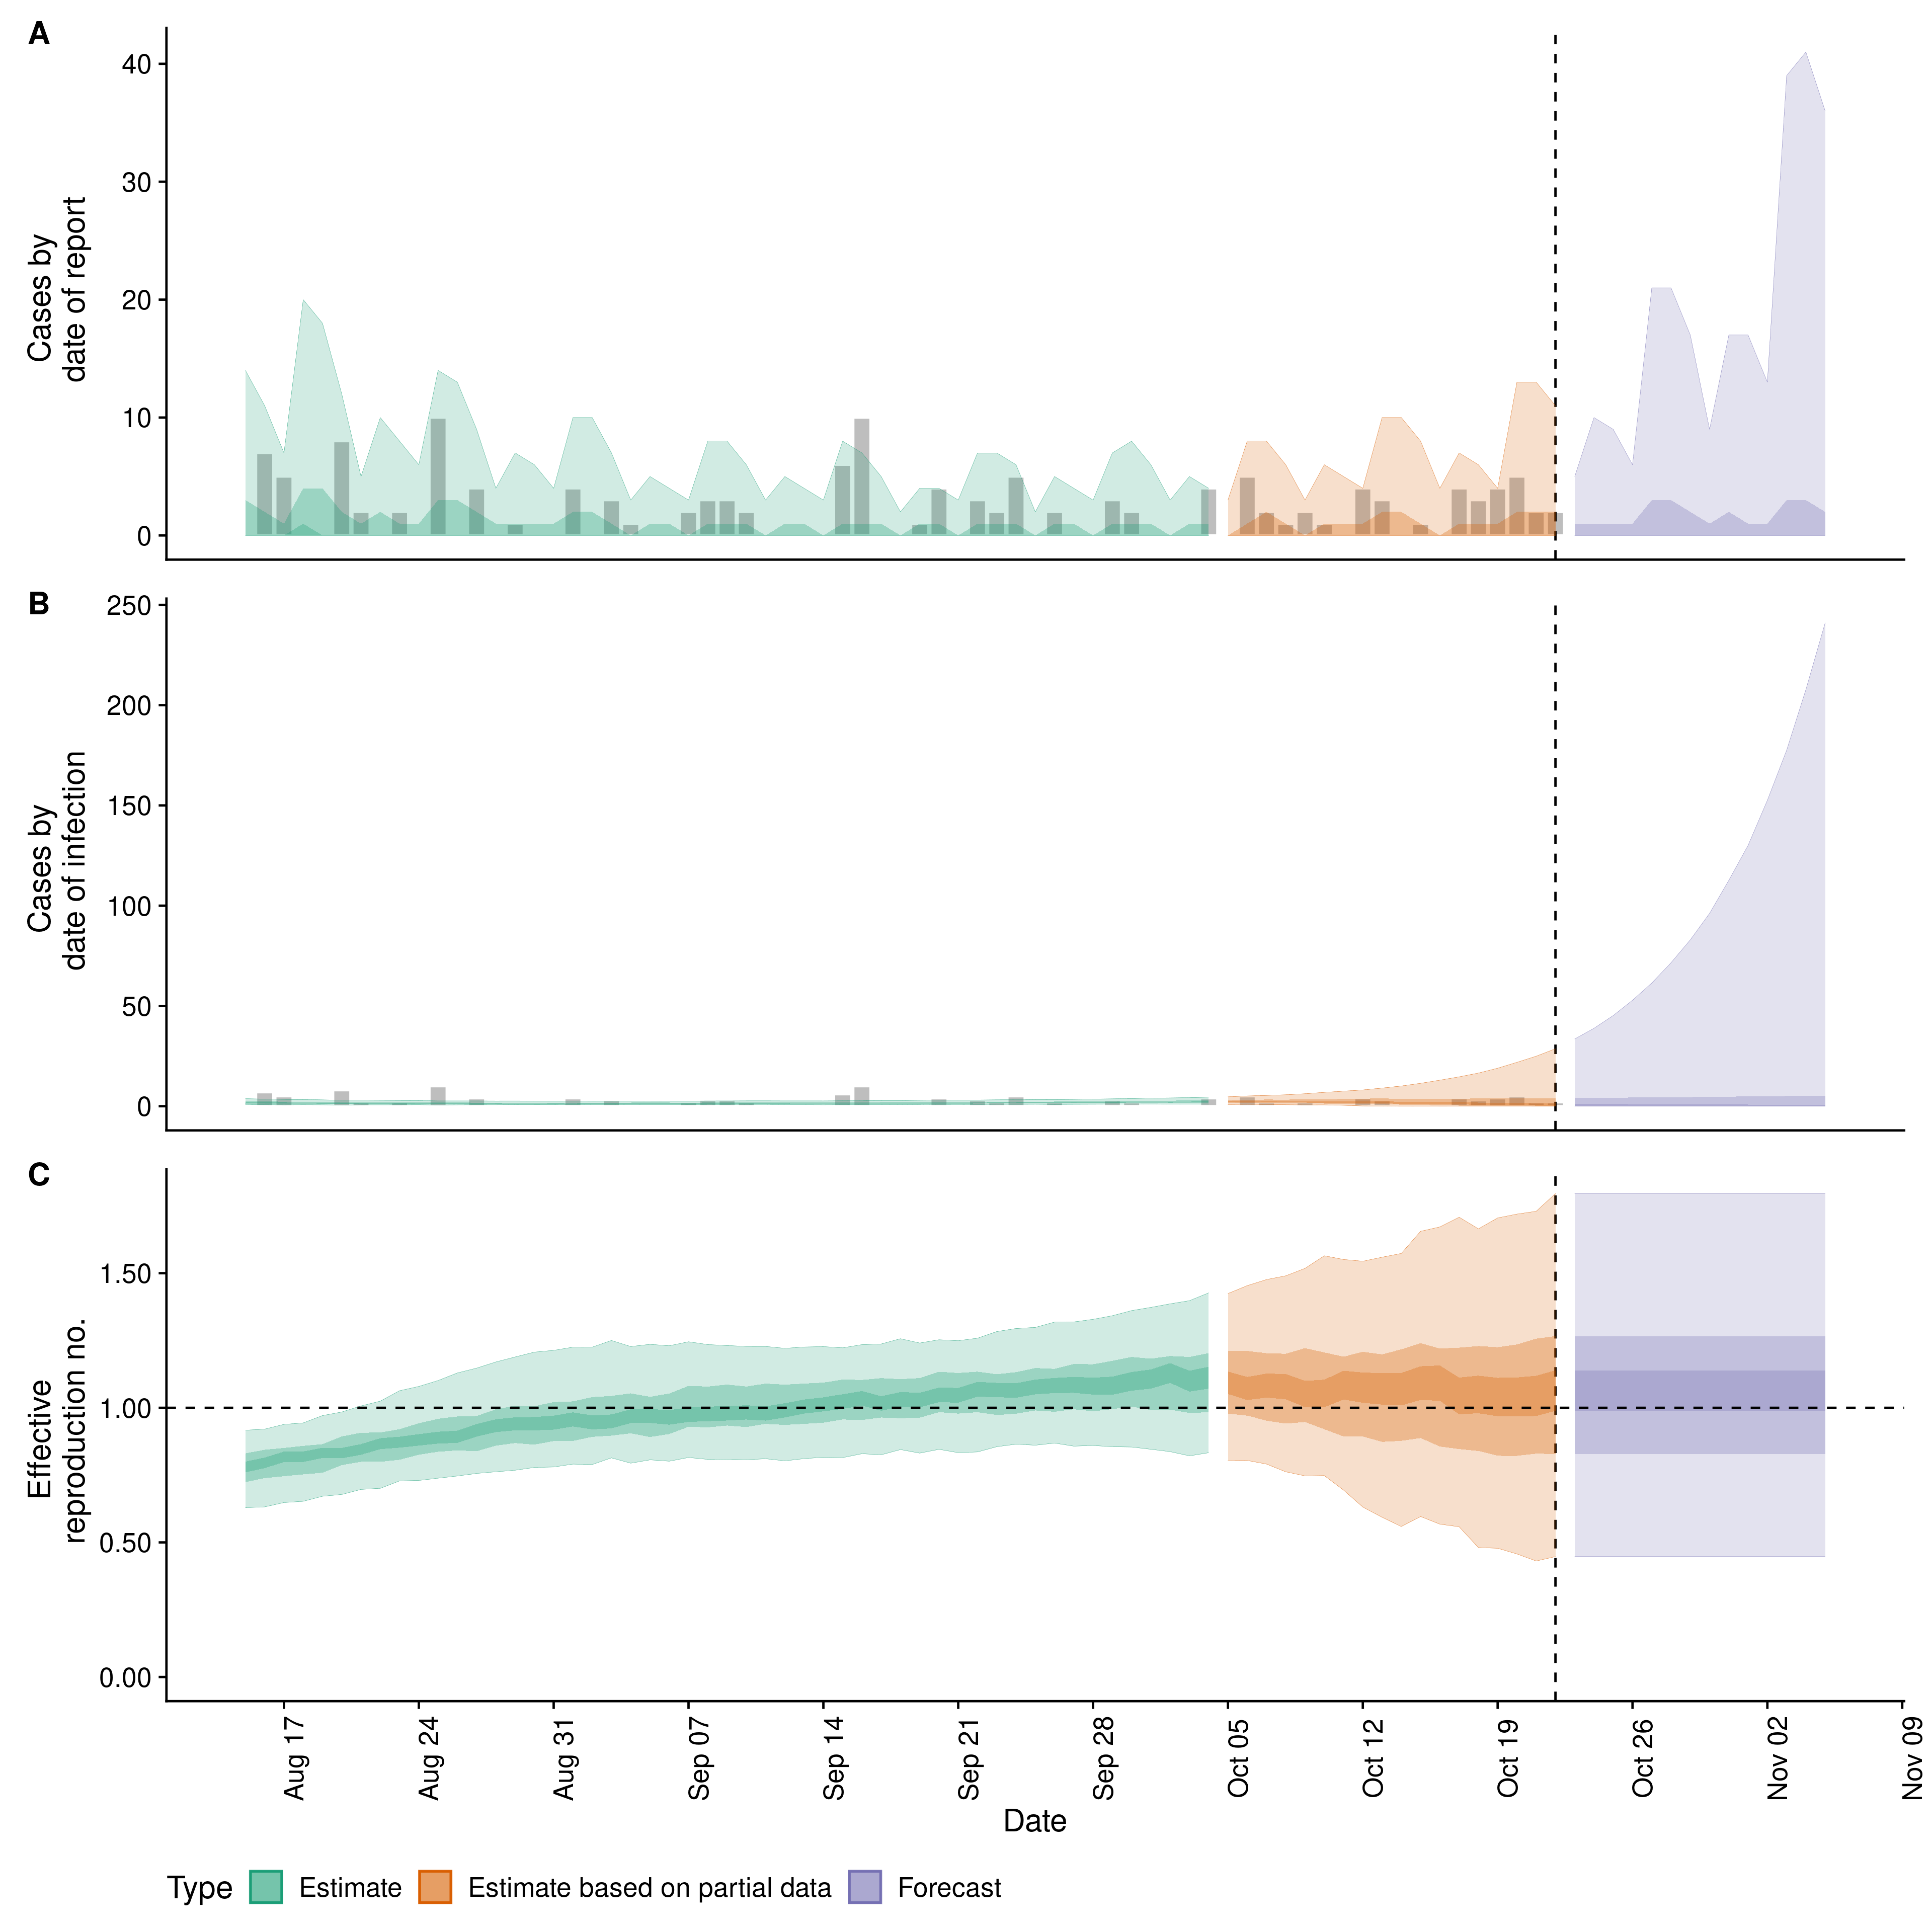 A
Cases by
date of report
40
30
20
10
0
B
Cases by
date of infection
250
200
150
100
50
0
C
Effective
reproduction no.
1.50
1.00
0.50
0.00
Aug 17
Aug 24
Aug 31
Sep 07
Sep 14
Sep 21
Sep 28
Oct 05
Oct 12
Oct 19
Oct 26
Nov 02
Nov 09
Date
Type Estimate Estimate based on partial data Forecast